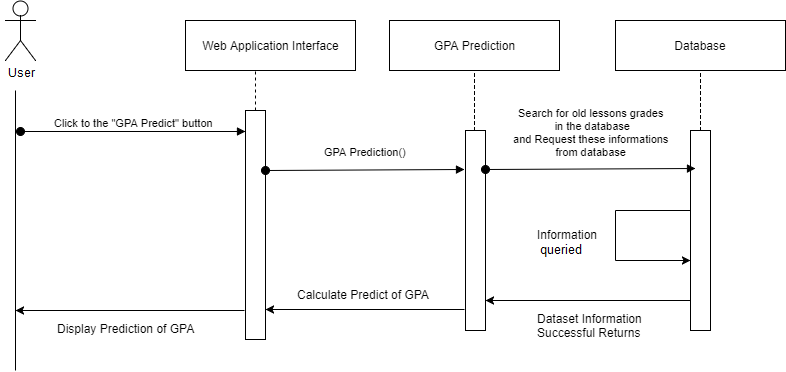 User
Web Application Interface
GPA Prediction
Database
Click to the "GPA Predict" button
GPA Prediction()
Search for old lessons grades
in the database
and Request these informations
from database
Information
queried
Calculate Predict of GPA
Dataset Information
Successful Returns
Display Prediction of GPA